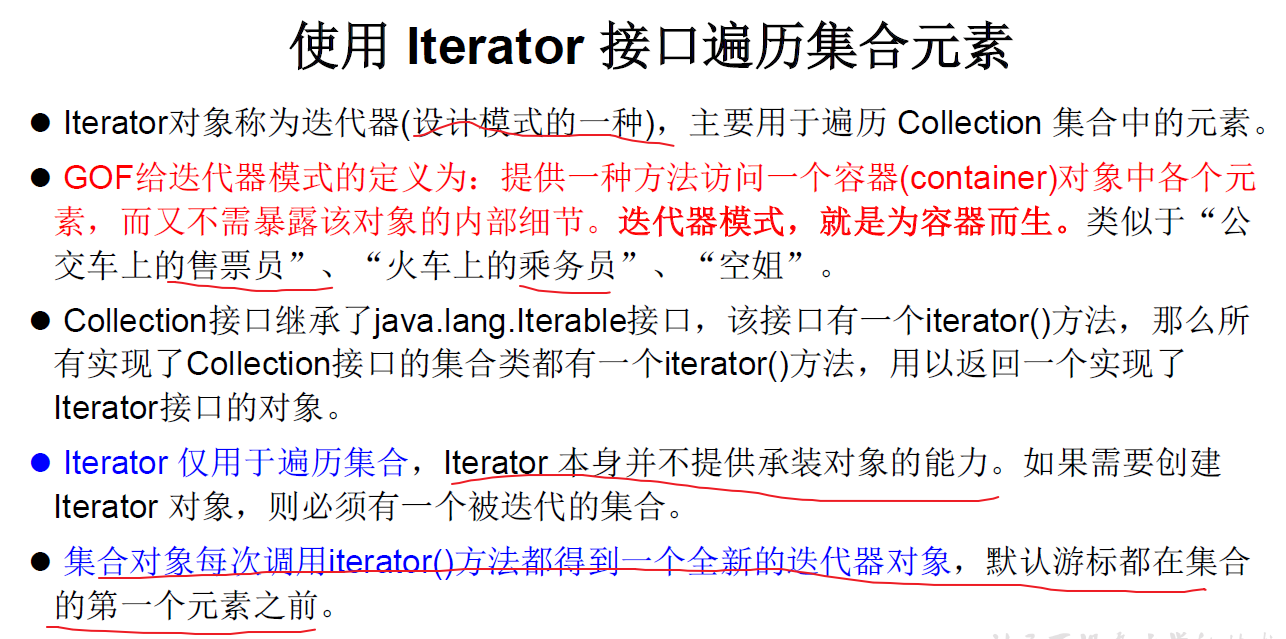 使用 Iterator 接口遍历集合元素
● Iterator对象称为迭代器(设计模式的一种)，主要用于遍历 Collection 集合中的元素。
● GOF给迭代器模式的定义为：提供一种方法访问一个容器(container)对象中各个元
素，而又不需暴露该对象的内部细节。迭代器模式，就是为容器而生。类似于“公
交车上的售票员”、“火车上的乘务员”、“空姐”。
● Collection接口继承了java.lang.Iterable接口，该接口有一个iterator()方法，那么所
有实现了Collection接口的集合类都有一个iterator()方法，用以返回一个实现了
Iterator接口的对象。
● Iterator 仅用于遍历集合，Iterator 本身并不提供承装对象的能力。如果需要创建
Iterator 对象，则必须有一个被迭代的集合。
● 集合对象每次调用iterator()方法都得到一个全新的迭代器对象，默认游标都在集合
的第一个元素之前。